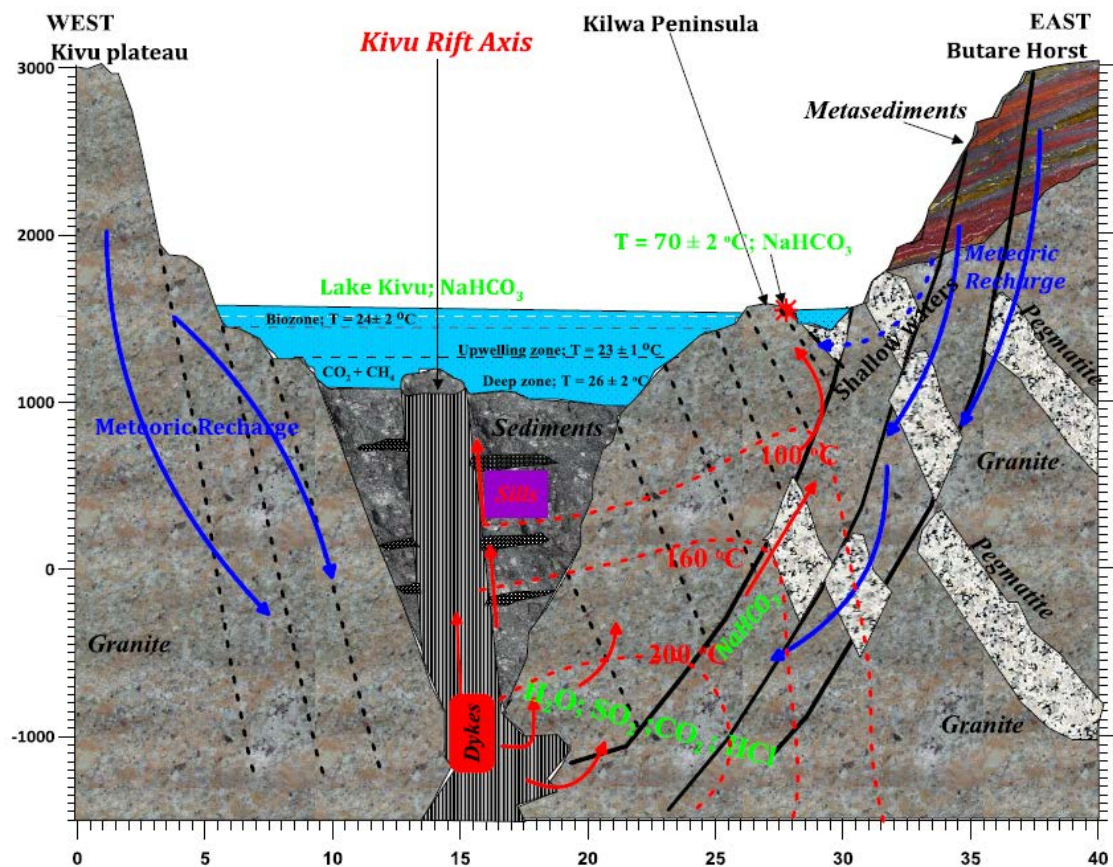 WEST
Kivu plateau
Kivu Rift Axis
Kilwa Peninsula
EAST
Butare Horst
Metasediments
T = 70 ± 2 °C; NaHCO₃
Lake Kivu; NaHCO₃
Biozone; T = 24± 2 °C
Upwelling zone; T = 23 ± 1 °C
CO₂ + CH₄
Deep zone; T = 26 ± 2 °C
Meteoric
Recharge
Shallow waters
Pegmatite
Meteoric Recharge
Sediments
Sills
100 °C
Granite
160 °C
Pegmatite
NaHCO₃
Granite
200 °C
H₂O; SO₂ ;CO₂ ; HCl
Dykes
Granite
3000
2000
1000
0
-1000
0 5 10 15 20 25 30 35 40